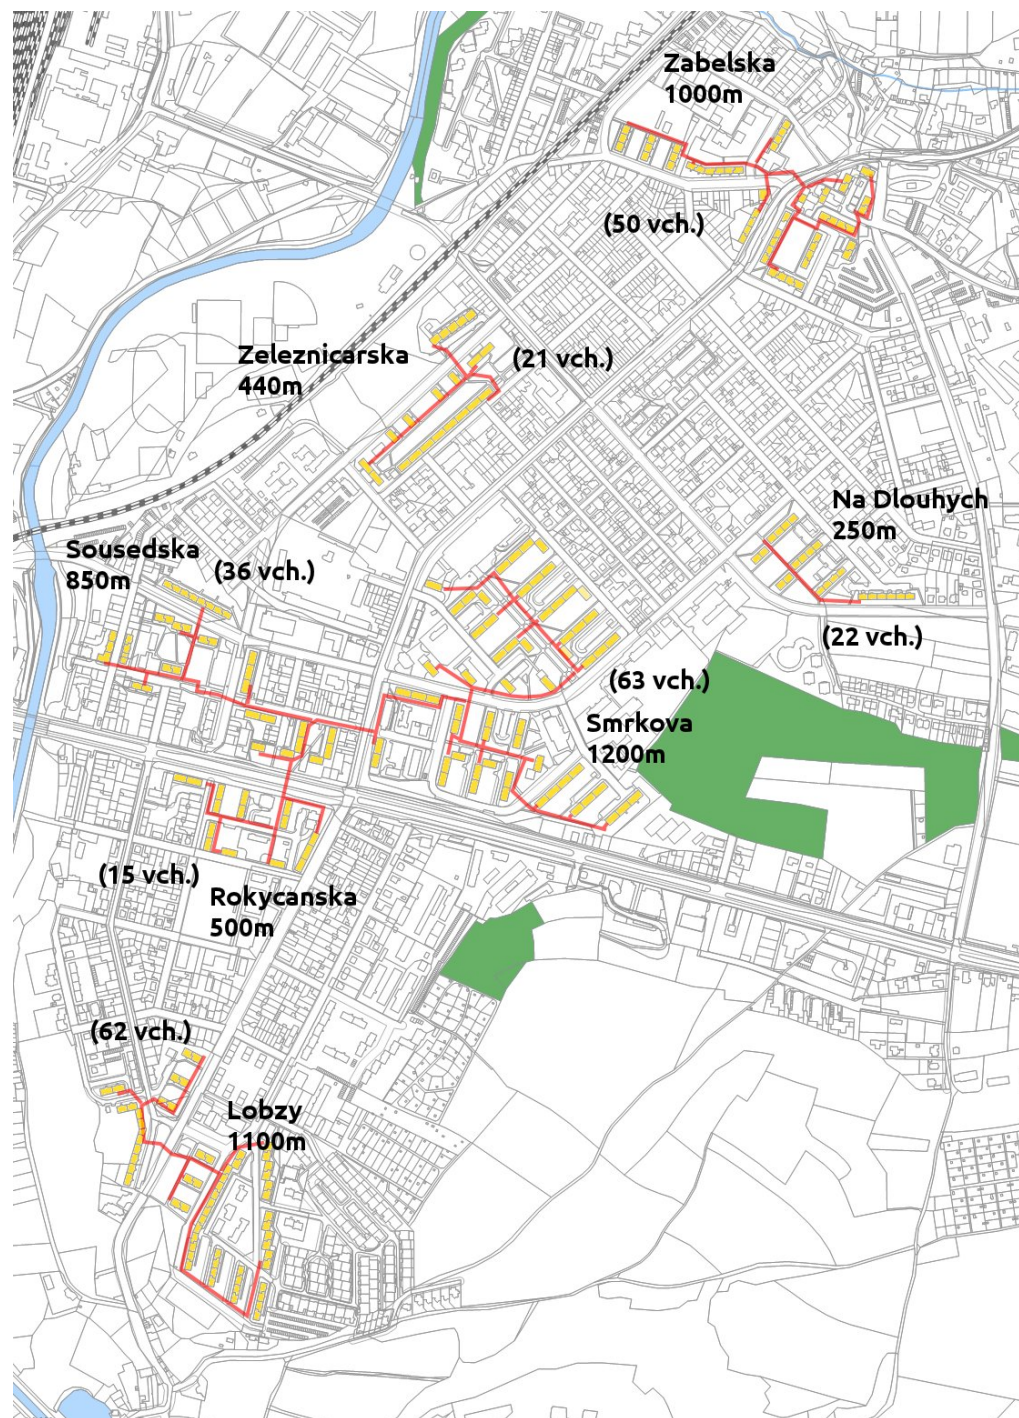 Zabelska
1000m
(50 vch.)
Zeleznicarska
440m
(21 vch.)
Na Dlouhych
250m
(22 vch.)
Sousedska
850m
(36 vch.)
(63 vch.)
Smrkova
1200m
(15 vch.)
Rokycanska
500m
(62 vch.)
Lobzy
1100m